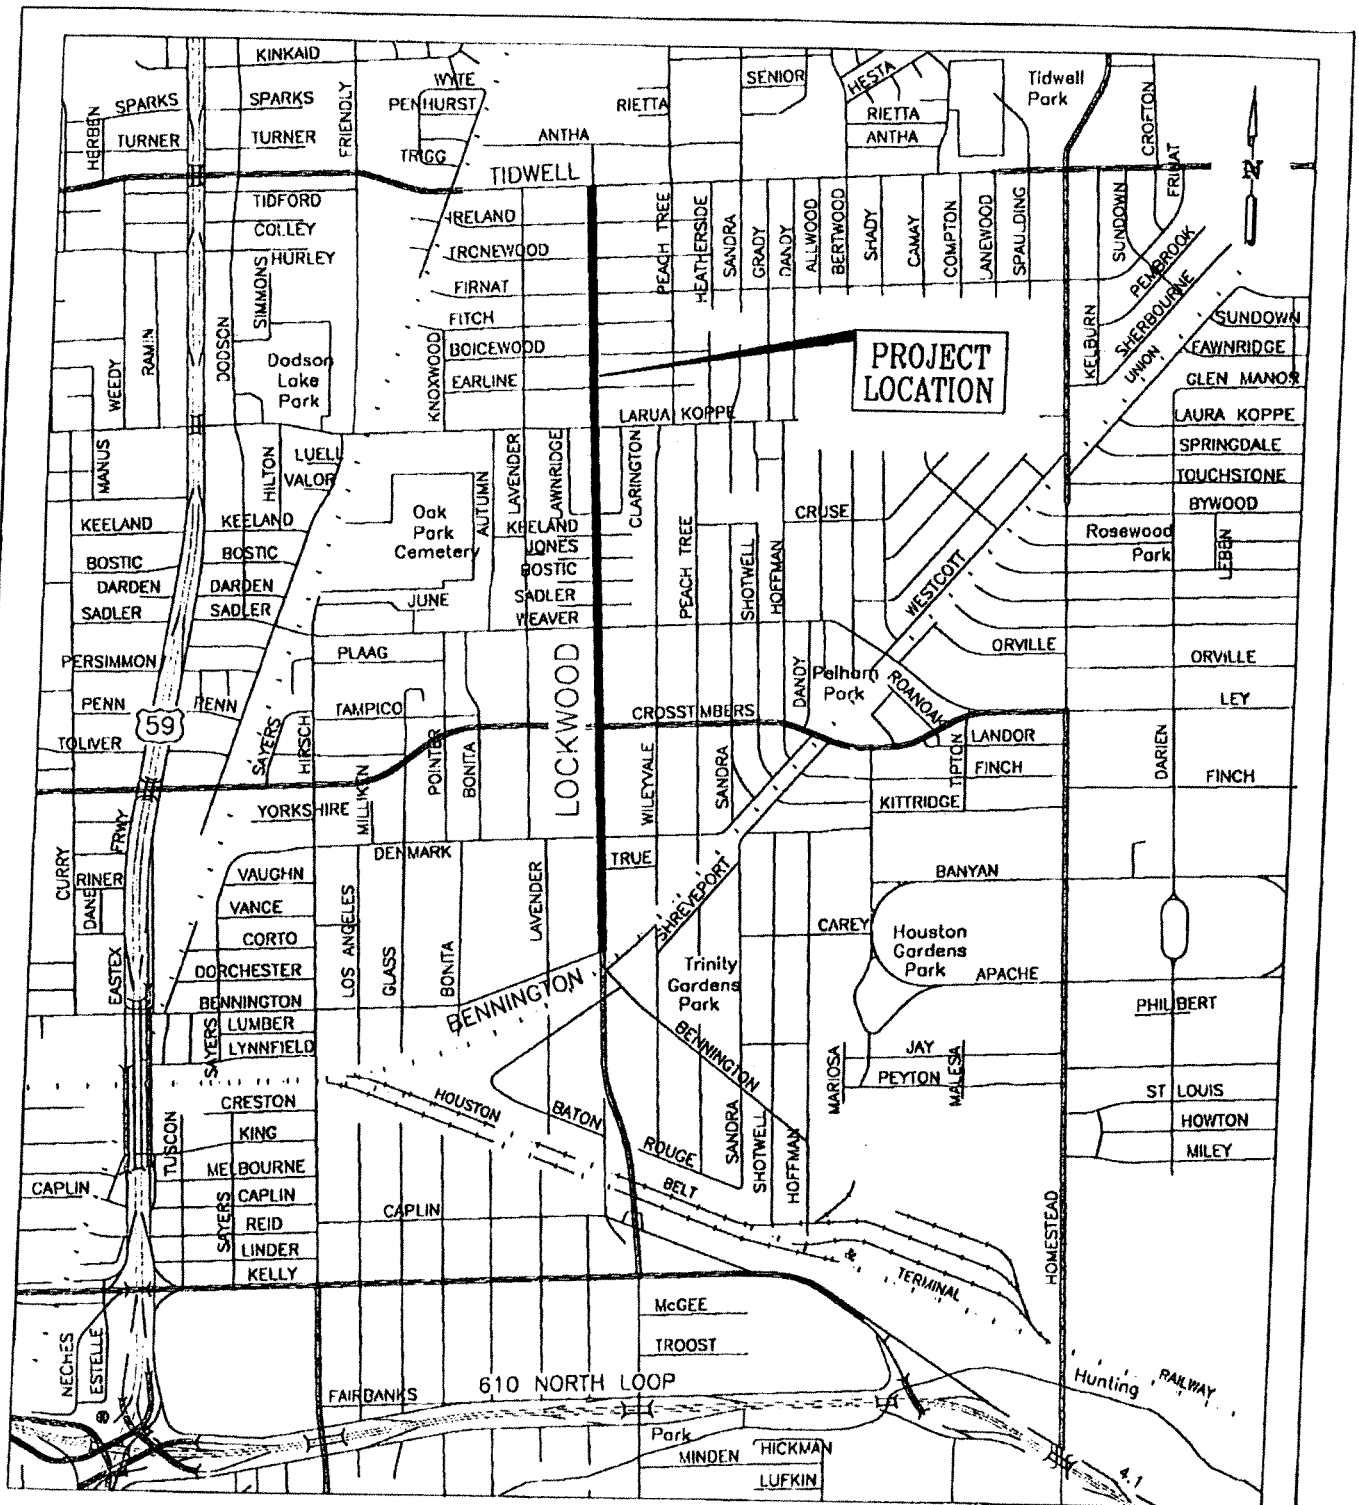 KINKAID
WYTE
SENIOR
HESTA
Tidwell
Park
HERBEN
SPARKS
SPARKS
FRIENDLY
PENHURST
RIETTA
RIETTA
CROFTON
TURNER
TURNER
ANTHA
ANTHA
TRIGG
TIDWELL
FRINAT
N
TIDFORD
COLLEY
HURLEY
IRELAND
TRONEWOOD
FIRNAT
FITCH
BOICEWOOD
EARLINE
PEACH TREE
HEATHERSIDE
SANDRA
GRADY
DANDY
ALLWOOD
BERTWOOD
SHADY
CAMAY
COMPTON
LANEWOOD
SPAULDING
SUNDOWN
PEMBROOK
SHERBOURNE
UNION
KELBURN
SUNDOWN
FAWNRIDGE
GLEN MANOR
LAURA KOPPE
SPRINGDALE
TOUCHSTONE
BYWOOD
WEEDY
RAMIN
DODSON
SIMMONS
Dodson
Lake
Park
KNOXWOOD
PROJECT
LOCATION
LARUA KOPPE
MANUS
HILTON
LUELL
VALOR
Oak
Park
Cemetery
AUTUMN
LAVENDER
LAWNRIDGE
CLARINGTON
CRUSE
Rosewood
Park
LEBEN
KEELAND
KEELAND
KEELAND
JONES
BOSTIC
BOSTIC
BOSTIC
DARDEN
DARDEN
SADLER
SADLER
SADLER
JUNE
WEAVER
PEACH TREE
SHOTWELL
HOFFMAN
WESTCOTT
ORVILLE
ORVILLE
PERSIMMON
PLAAG
LOCKWOOD
DANDY
Pelham
Park
ROANOAK
LEY
PENN
PENN
TAMPICO
CROSSTIMBERS
59
TOLIVER
SAYERS
HIRSCH
POINTER
BONITA
WILEYVALE
SANDRA
TIPTON
LANDOR
FINCH
FINCH
DARIEN
YORKSHIRE
MILLIKEN
KITTRIDGE
FRWY
CURRY
DENMARK
TRUE
SHREVEPORT
BANYAN
RINER
DANE
VAUGHN
VANCE
CORTO
DORCHESTER
BENNINGTON
LOS ANGELES
GLASS
BONITA
LAVENDER
CAREY
Houston
Gardens
Park
APACHE
Trinity
Gardens
Park
EASTEX
BENNINGTON
PHILIBERT
SAYERS
LUMBER
LYNNFIELD
BENNINGTON
MARIOSA
JAY
PEYTON
MALESA
CRESTON
HOUSTON
BATON
ROUGE
ST LOUIS
HOWTON
MILEY
TUSCON
KING
MELBOURNE
CAPLIN
CAPLIN
SAYERS
REID
LINDER
KELLY
CAPLIN
BELT
SANDRA
SHOTWELL
HOFFMAN
&
TERMINAL
HOMESTEAD
McGEE
TROOST
NECHES
ESTELLE
FAIRBANKS
610 NORTH LOOP
Hunting
RAILWAY
Park
MINDEN
HICKMAN
LUFKIN
4.1